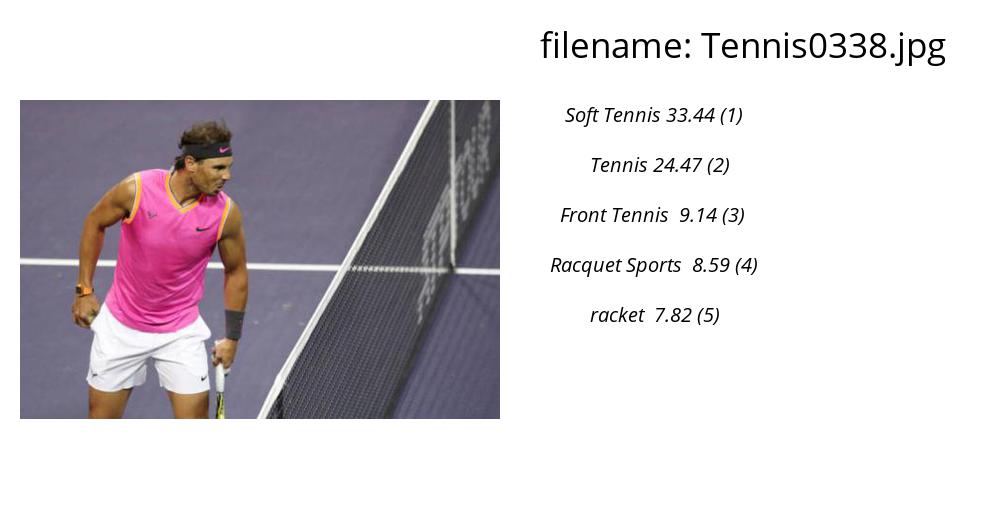 filename: Tennis0338.jpg
Soft Tennis 33.44 (1)
Tennis 24.47 (2)
Front Tennis 9.14 (3)
Racquet Sports 8.59 (4)
racket 7.82 (5)